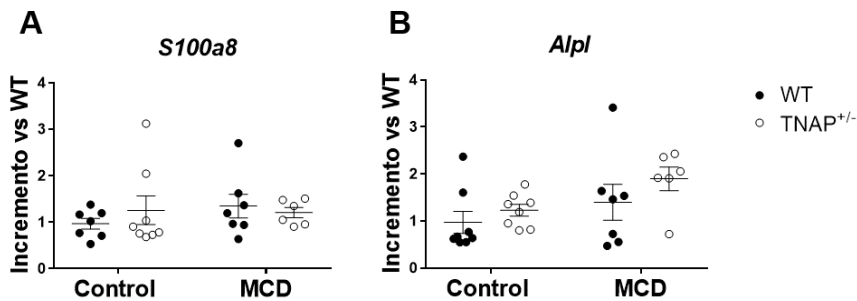 A
S100a8
Incremento vs WT
4
3
2
1
0
Control
MCD
B
Alpl
Incremento vs WT
4
3
2
1
0
Control
MCD
WT
TNAP+/-